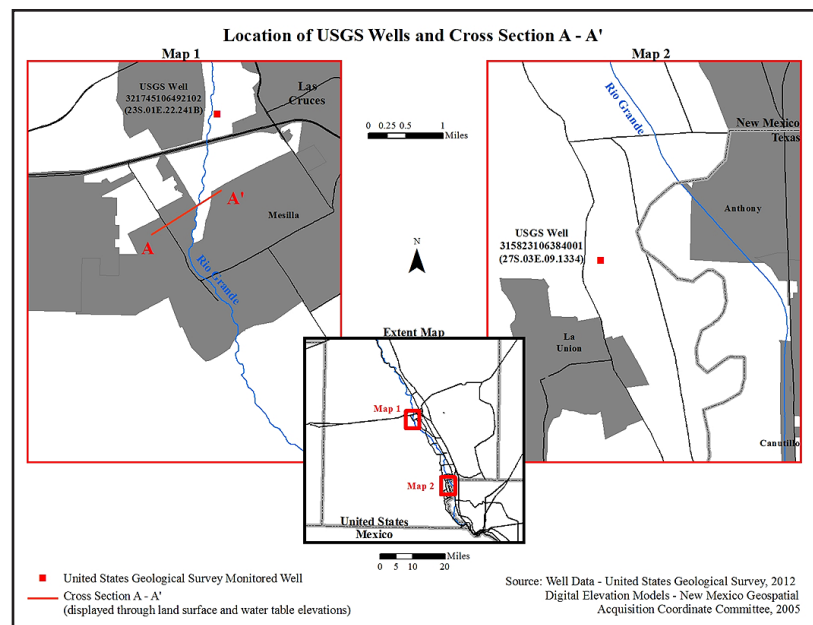 Location of USGS Wells and Cross Section A - A'
Map 1
USGS Well
321745106492102
(23S.01E.22.241B)
Las
Cruces
A'
A
Mesilla
Rio Grande
0 0.25 0.5 1
Miles
N
Map 2
Rio Grande
New Mexico
Texas
Anthony
USGS Well
315823106384001
(27S.03E.09.1334)
La
Union
Canutillo
Extent Map
Map 1
Map 2
United States
Mexico
Miles
0 5 10 20
United States Geological Survey Monitored Well
Cross Section A - A'
(displayed through land surface and water table elevations)
Source: Well Data - United States Geological Survey, 2012
Digital Elevation Models - New Mexico Geospatial
Acquisition Coordinate Committee, 2005